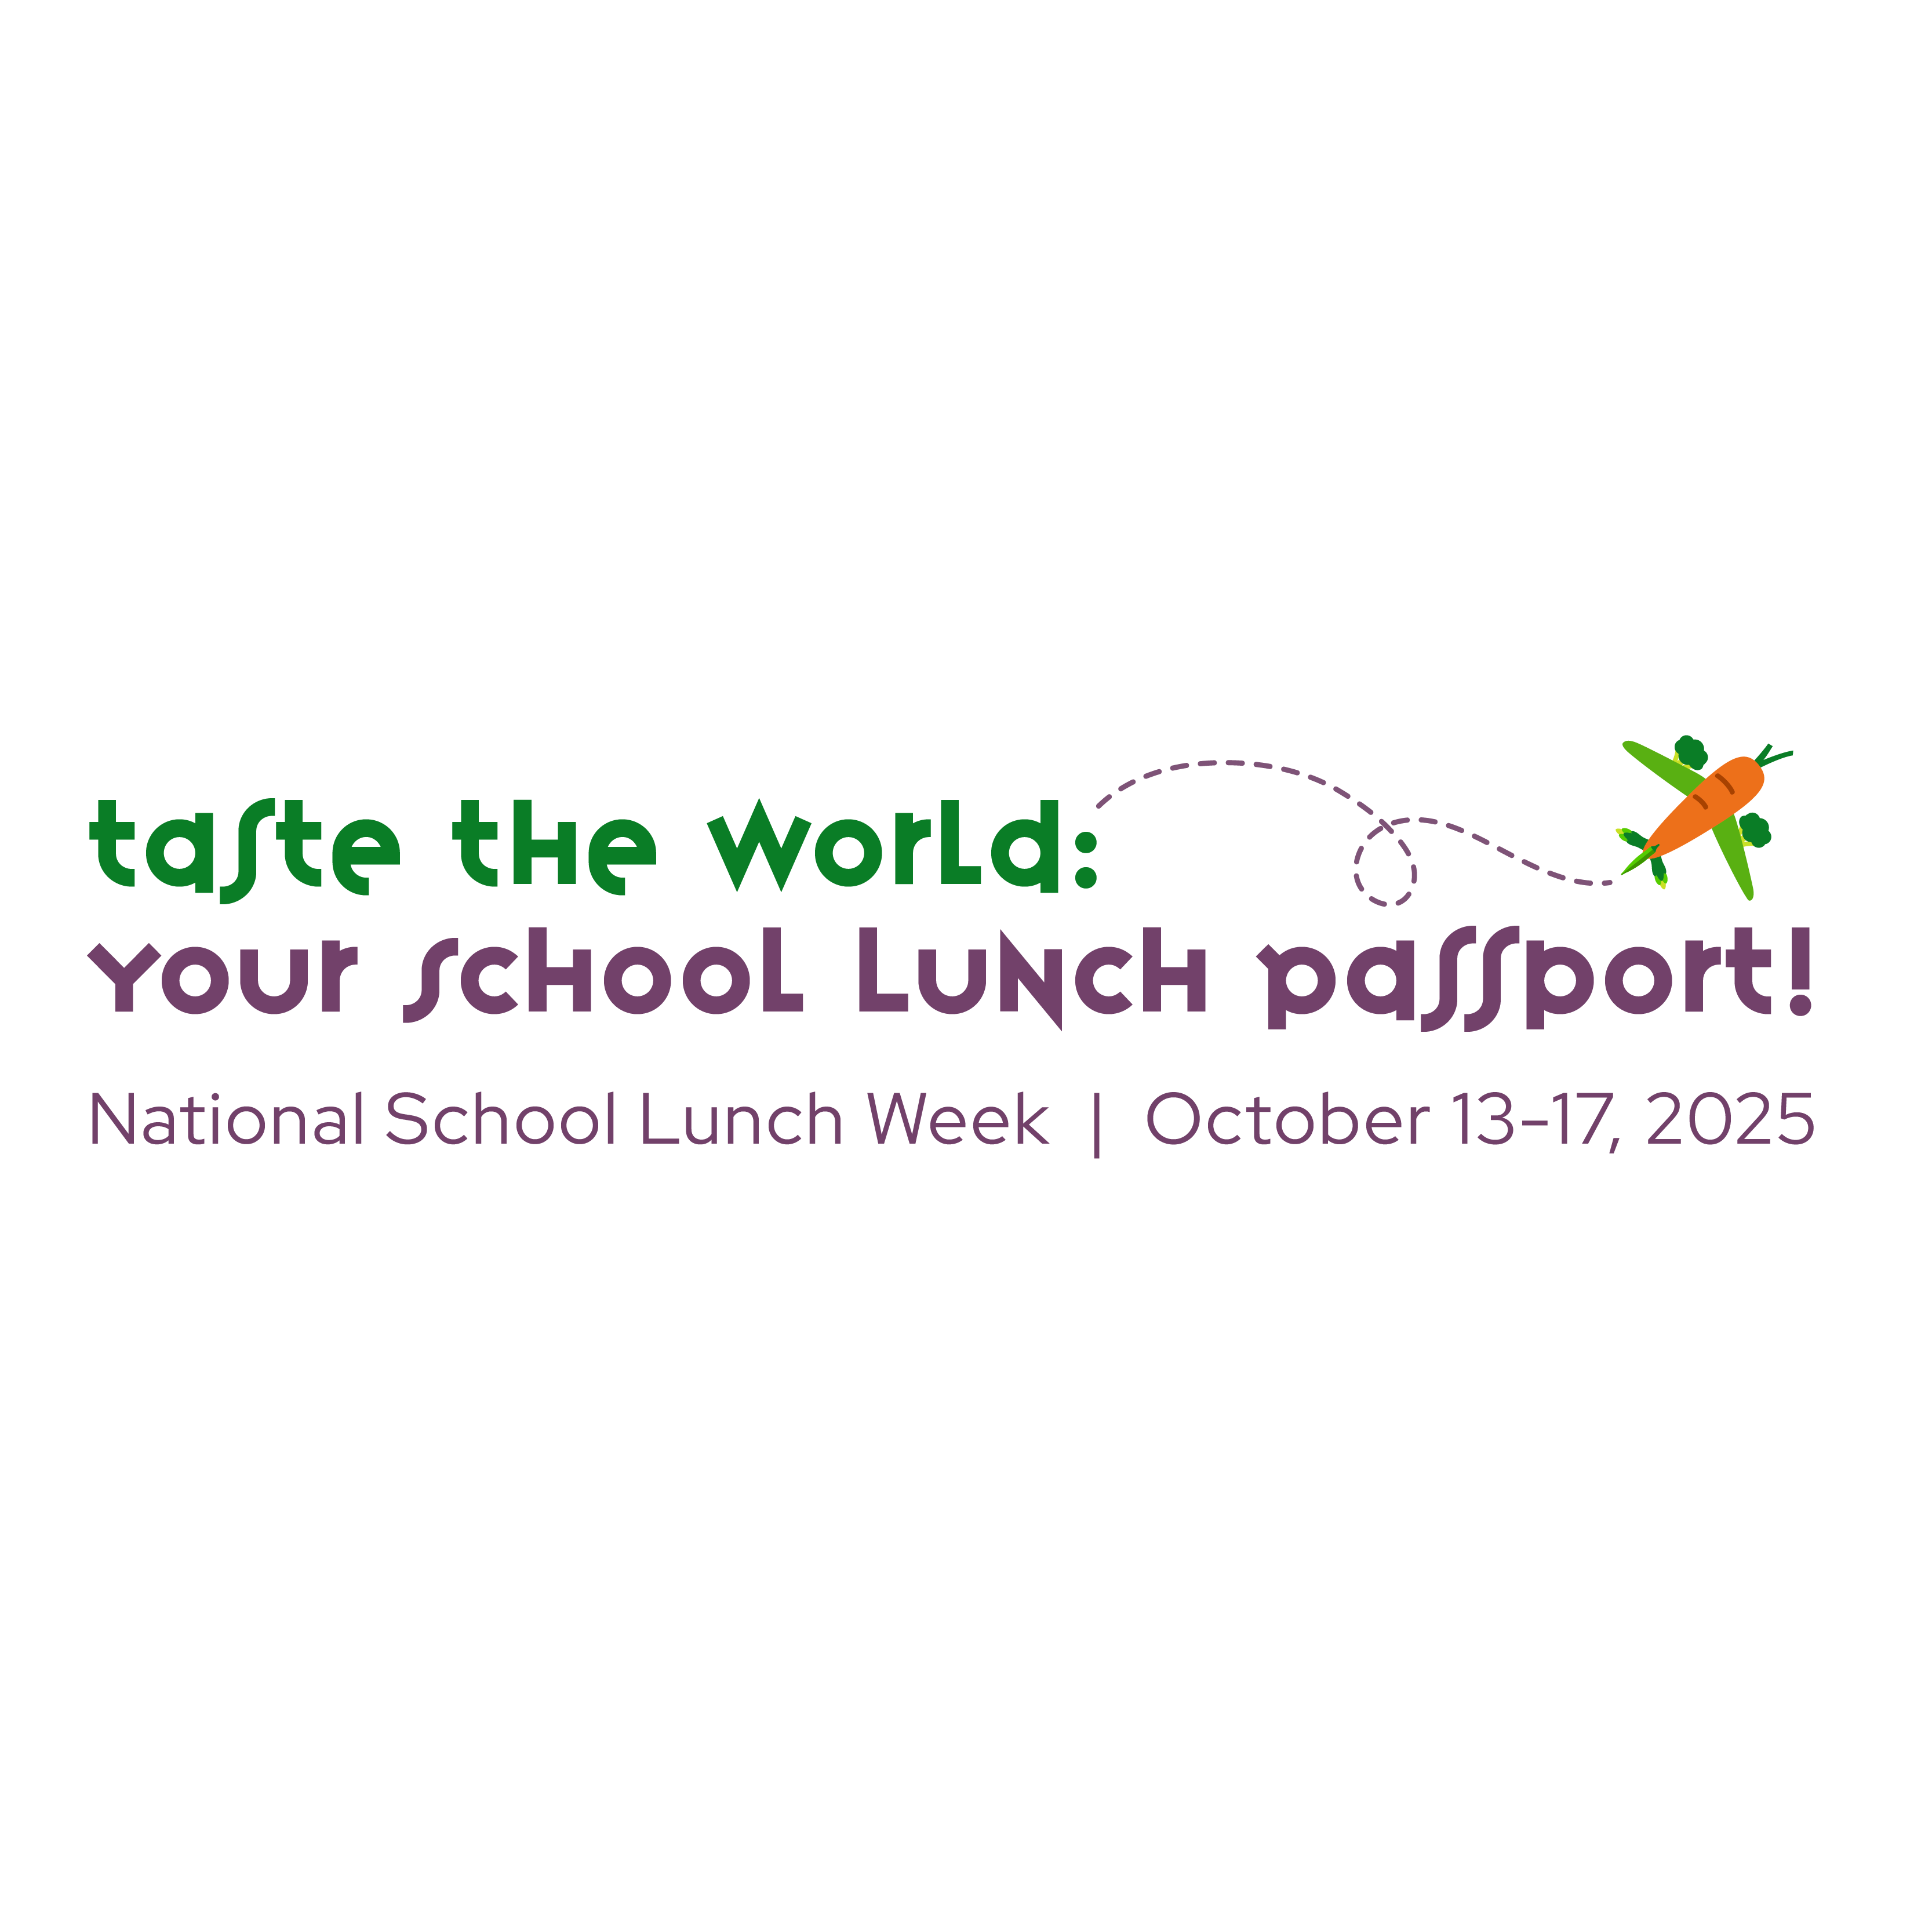 taste the World:
Your school Lunch passport!
National School Lunch Week | October 13–17, 2025